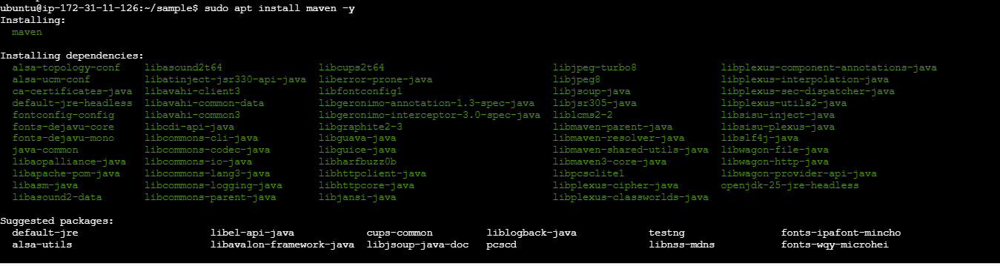 ubuntu@ip-172-31-11-126:~/sample$ sudo apt install maven -y
Installing:
  maven

Installing dependencies:
  alsa-topology-conf    libasound2t64                libcups2t64                           libjpeg-turbo8               libplexus-component-annotations-java
  alsa-ucm-conf         libatinject-jsr330-api-java  liberror-prone-java                   libjpeg8                     libplexus-interpolation-java
  ca-certificates-java  libavahi-client3             libfontconfig1                        libjsoup-java                libplexus-sec-dispatcher-java
  default-jre-headless  libavahi-common-data         libgeronimo-annotation-1.3-spec-java  libjsr305-java               libplexus-utils2-java
  fontconfig-config     libavahi-common3             libgeronimo-interceptor-3.0-spec-java liblcms2-2                   libsisu-inject-java
  fonts-dejavu-core     libcdi-api-java              libgraphite2-3                        libmaven-parent-java         libsisu-plexus-java
  fonts-dejavu-mono     libcommons-cli-java          libguava-java                         libmaven-resolver-java       libslf4j-java
  java-common           libcommons-codec-java        libguice-java                         libmaven-shared-utils-java   libwagon-file-java
  libaopalliance-java   libcommons-io-java           libharfbuzz0b                         libmaven3-core-java          libwagon-http-java
  libapache-pom-java    libcommons-lang3-java        libhttpclient-java                    libpcsclite1                 libwagon-provider-api-java
  libasm-java           libcommons-logging-java      libhttpcore-java                      libplexus-cipher-java        openjdk-25-jre-headless
  libasound2-data       libcommons-parent-java       libjansi-java                         libplexus-classworlds-java

Suggested packages:
  default-jre  libel-api-java            cups-common        liblogback-java  testng       fonts-ipafont-mincho
  alsa-utils   libavalon-framework-java  libjsoup-java-doc  pcscd            libnss-mdns  fonts-wqy-microhei